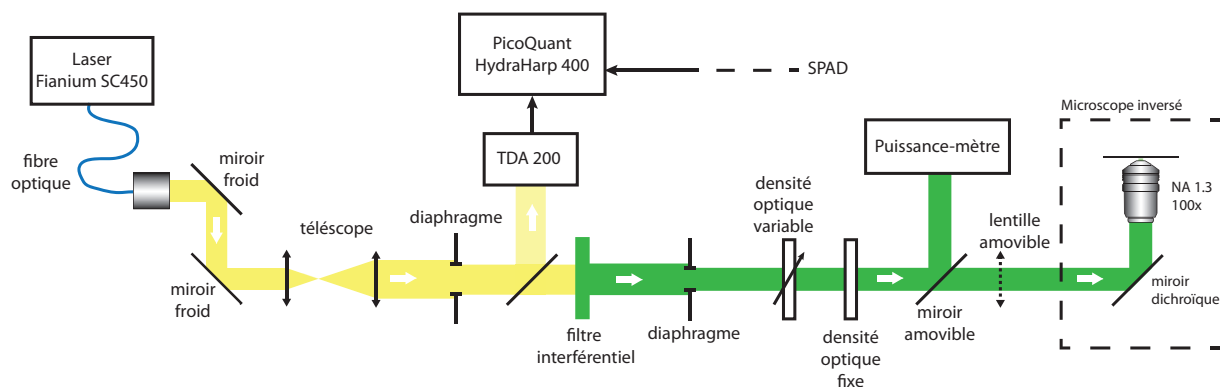 Laser
Fianium SC450
fibre
optique
miroir
froid
miroir
froid
téléscope
diaphragme
PicoQuant
HydraHarp 400
SPAD
TDA 200
filtre
interférentiel
diaphragme
densité
optique
variable
densité
optique
fixe
Puissance-mètre
miroir
amovible
lentille
amovible
Microscope inversé
NA 1.3
100x
miroir
dichroïque